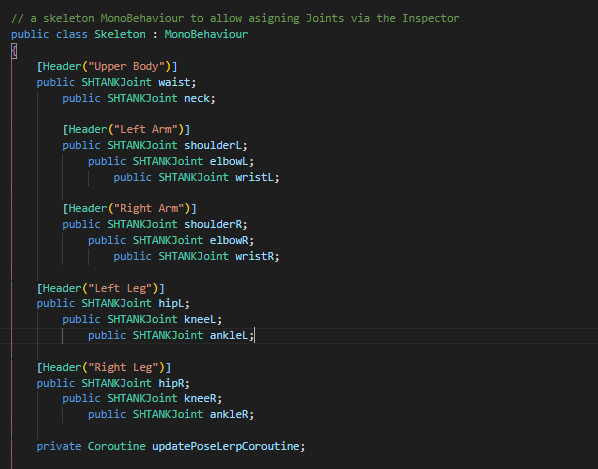 // a skeleton MonoBehaviour to allow asigning Joints via the Inspector
public class Skeleton : MonoBehaviour
{
    [Header("Upper Body")]
    public SHTANKJoint waist;
        public SHTANKJoint neck;

        [Header("Left Arm")]
        public SHTANKJoint shoulderL;
            public SHTANKJoint elbowL;
                public SHTANKJoint wristL;

        [Header("Right Arm")]
        public SHTANKJoint shoulderR;
            public SHTANKJoint elbowR;
                public SHTANKJoint wristR;

    [Header("Left Leg")]
    public SHTANKJoint hipL;
        public SHTANKJoint kneeL;
            public SHTANKJoint ankleL;

    [Header("Right Leg")]
    public SHTANKJoint hipR;
        public SHTANKJoint kneeR;
            public SHTANKJoint ankleR;

    private Coroutine updatePoseLerpCoroutine;